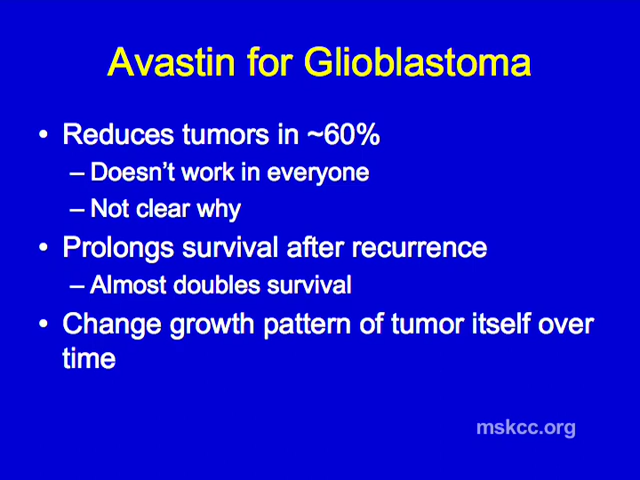 Avastin for Glioblastoma
• Reduces tumors in ~60%
– Doesn't work in everyone
– Not clear why
• Prolongs survival after recurrence
– Almost doubles survival
• Change growth pattern of tumor itself over
time
mskcc.org